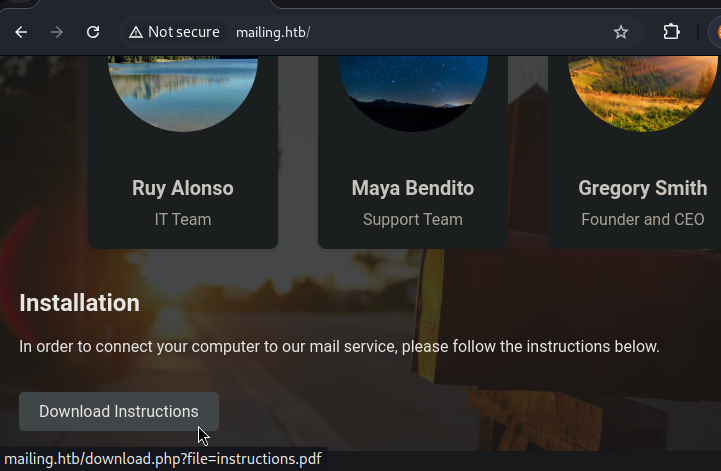 Not secure mailing.htb/
Ruy Alonso Maya Bendito Gregory Smith
IT Team Support Team Founder and CEO
Installation
In order to connect your computer to our mail service, please follow the instructions below.
Download Instructions
mailing.htb/download.php?file=instructions.pdf